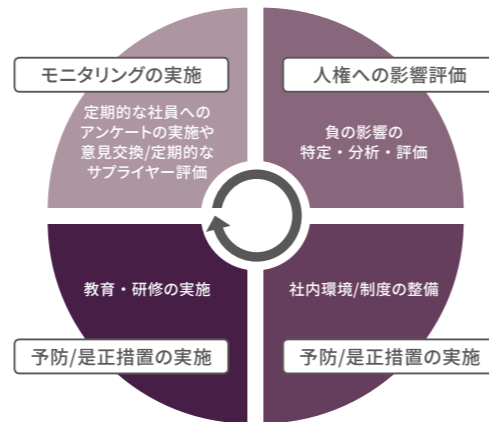 モニタリングの実施
定期的な社員への
アンケートの実施や
意見交換/定期的な
サプライヤー評価
人権への影響評価
負の影響の
特定・分析・評価
教育・研修の実施
予防/是正措置の実施
社内環境/制度の整備
予防/是正措置の実施